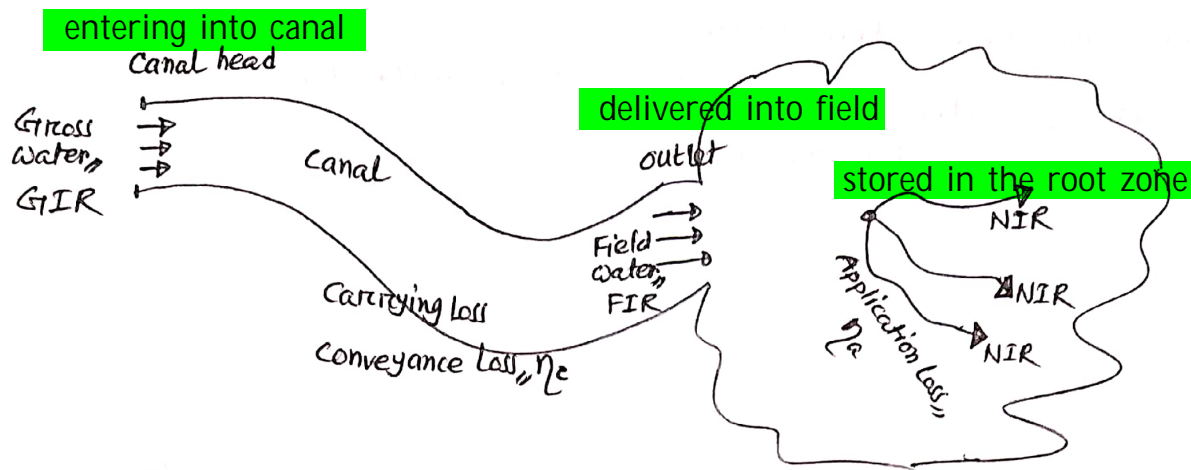 entering into canal
Canal head
Gross
water,,
GIR
Canal
Carrying loss
Conveyance loss,, ηc
delivered into field
outlet
Field
water,,
FIR
stored in the root zone
NIR
NIR
NIR
Application loss,,
ηa